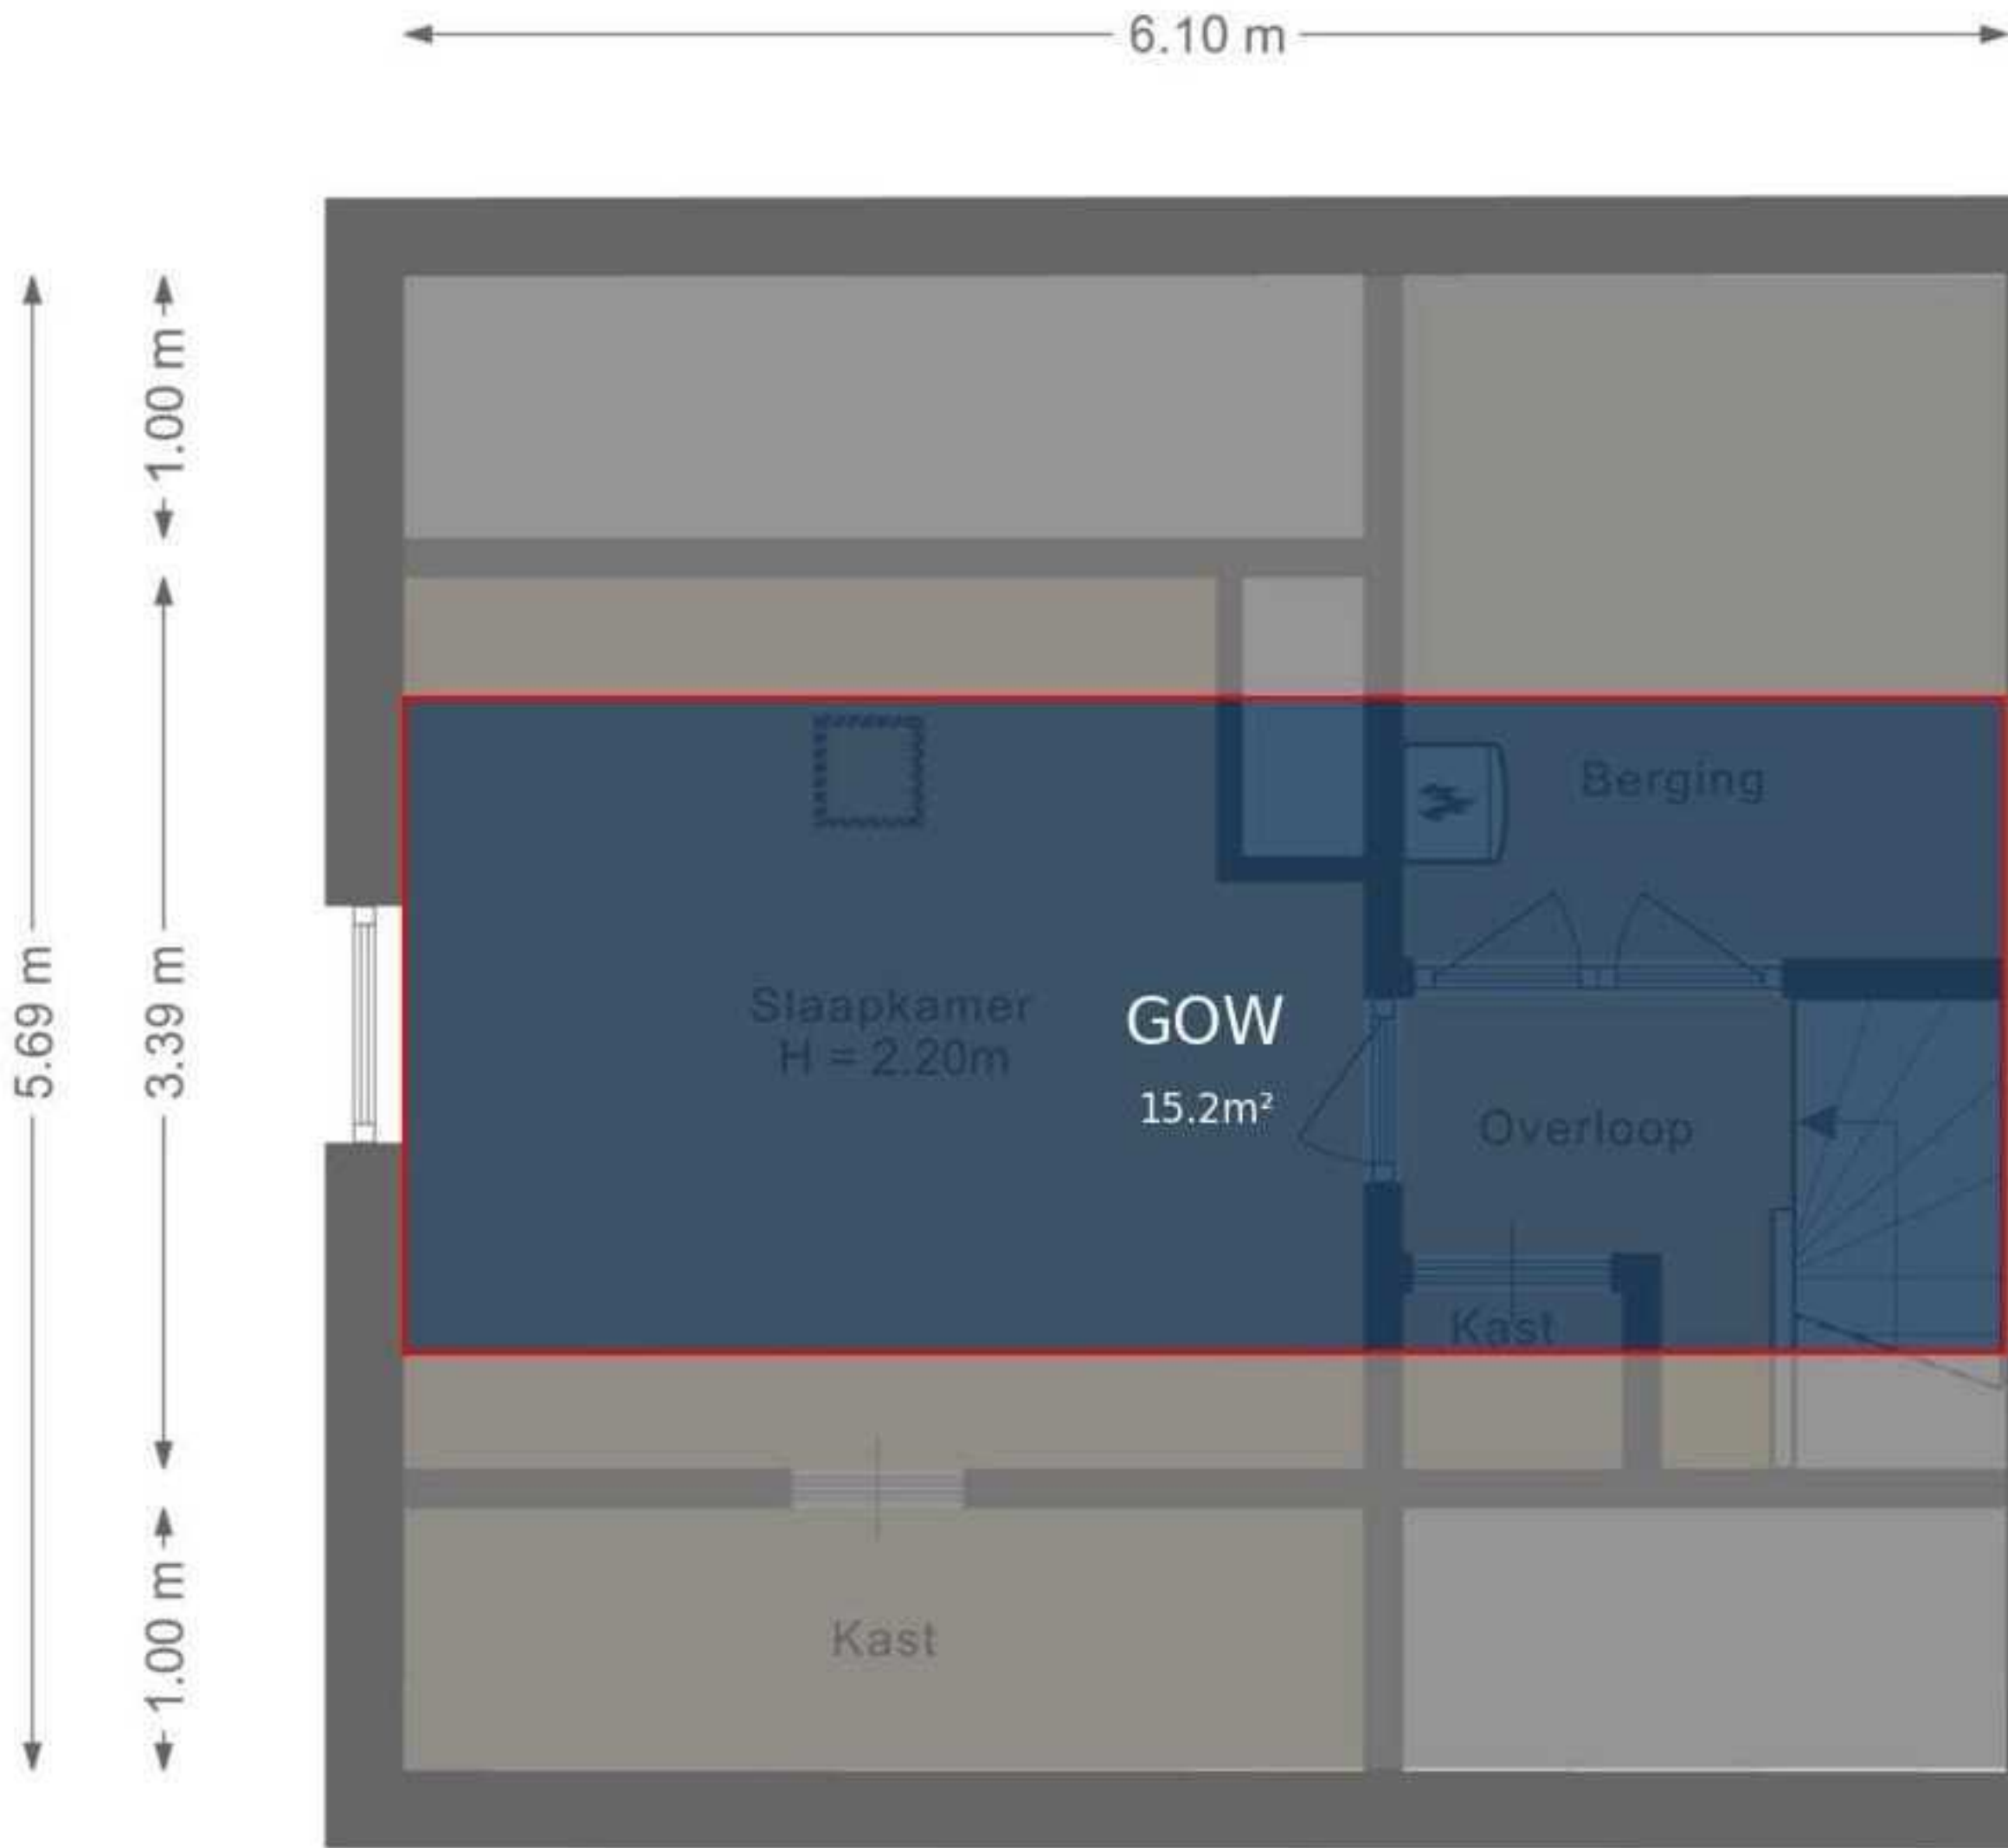 6.10 m
1.00 m
5.69 m
3.39 m
1.00 m
Berging
Slaapkamer
H = 2.20m
GOW
15.2m²
Overloop
Kast
Kast